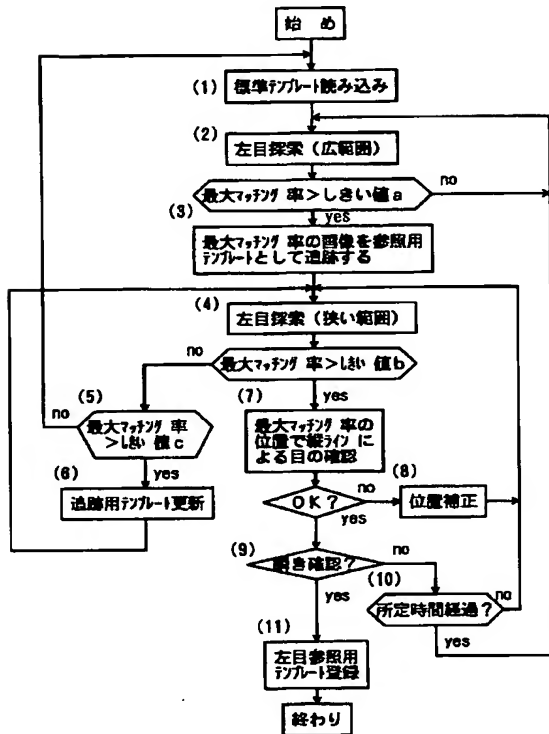 始 め
(1)
標準テンプレート読み込み
(2)
左目探索 (広範囲)
最大マッチング 率>しきい値a
no
(3)
yes
最大マッチング 率の画像を参照用
テンプレートとして追跡する
(4)
左目探索 (狭い範囲)
no
最大マッチング 率>しきい 値b
yes
(5)
no
最大マッチング 率
>しきい 値c
yes
(6)
追跡用テンプレート更新
(7)
最大マッチング 率の
位置で縦ライン に
よる目の確認
OK?
no
(8)
位置補正
yes
(9)
瞬き確認?
no
yes
(10)
所定時間経過?
no
yes
(11)
左目参照用
テンプレート登録
終わり